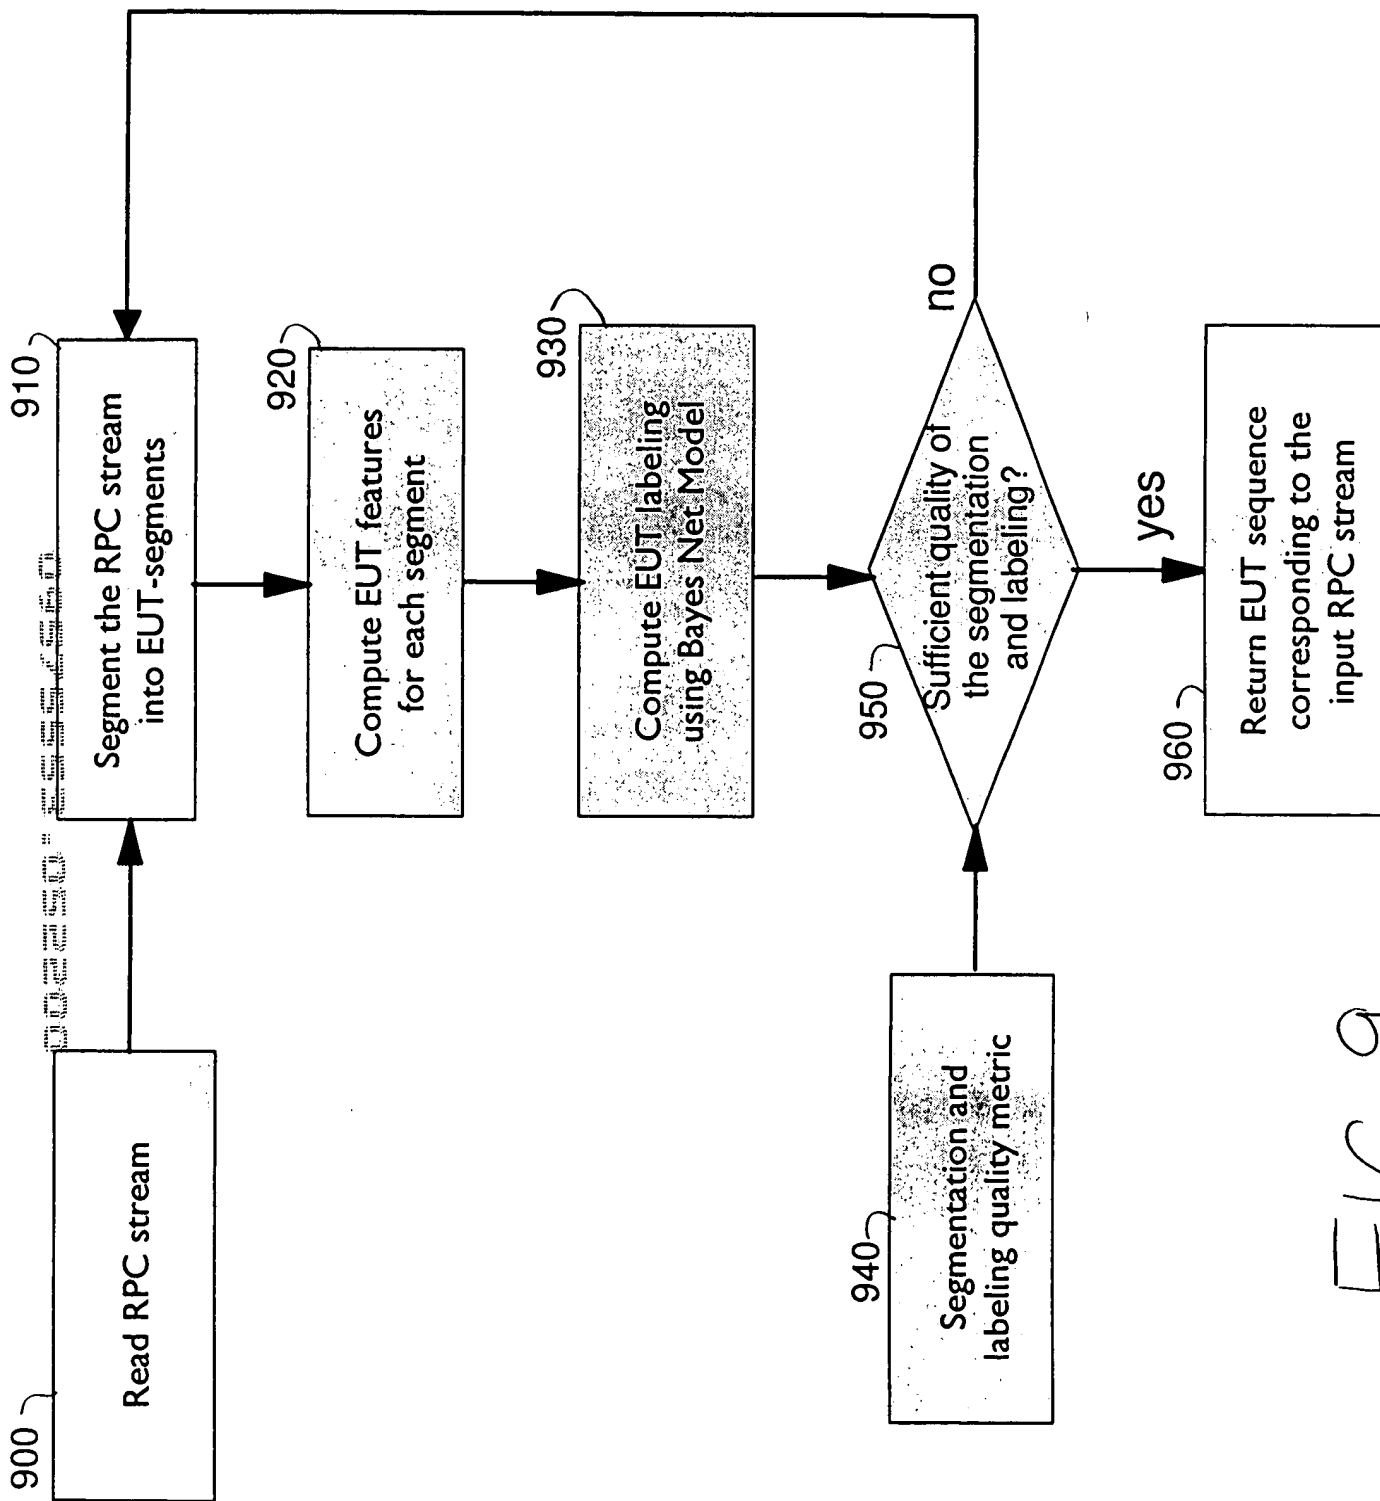 900
Read RPC stream
910
Segment the RPC stream
into EUT-segments
920
Compute EUT features
for each segment
930
Compute EUT labeling
using Bayes Net Model
940
Segmentation and
labeling quality metric
950
Sufficient quality of
the segmentation
and labeling?
no
yes
960
Return EUT sequence
corresponding to the
input RPC stream